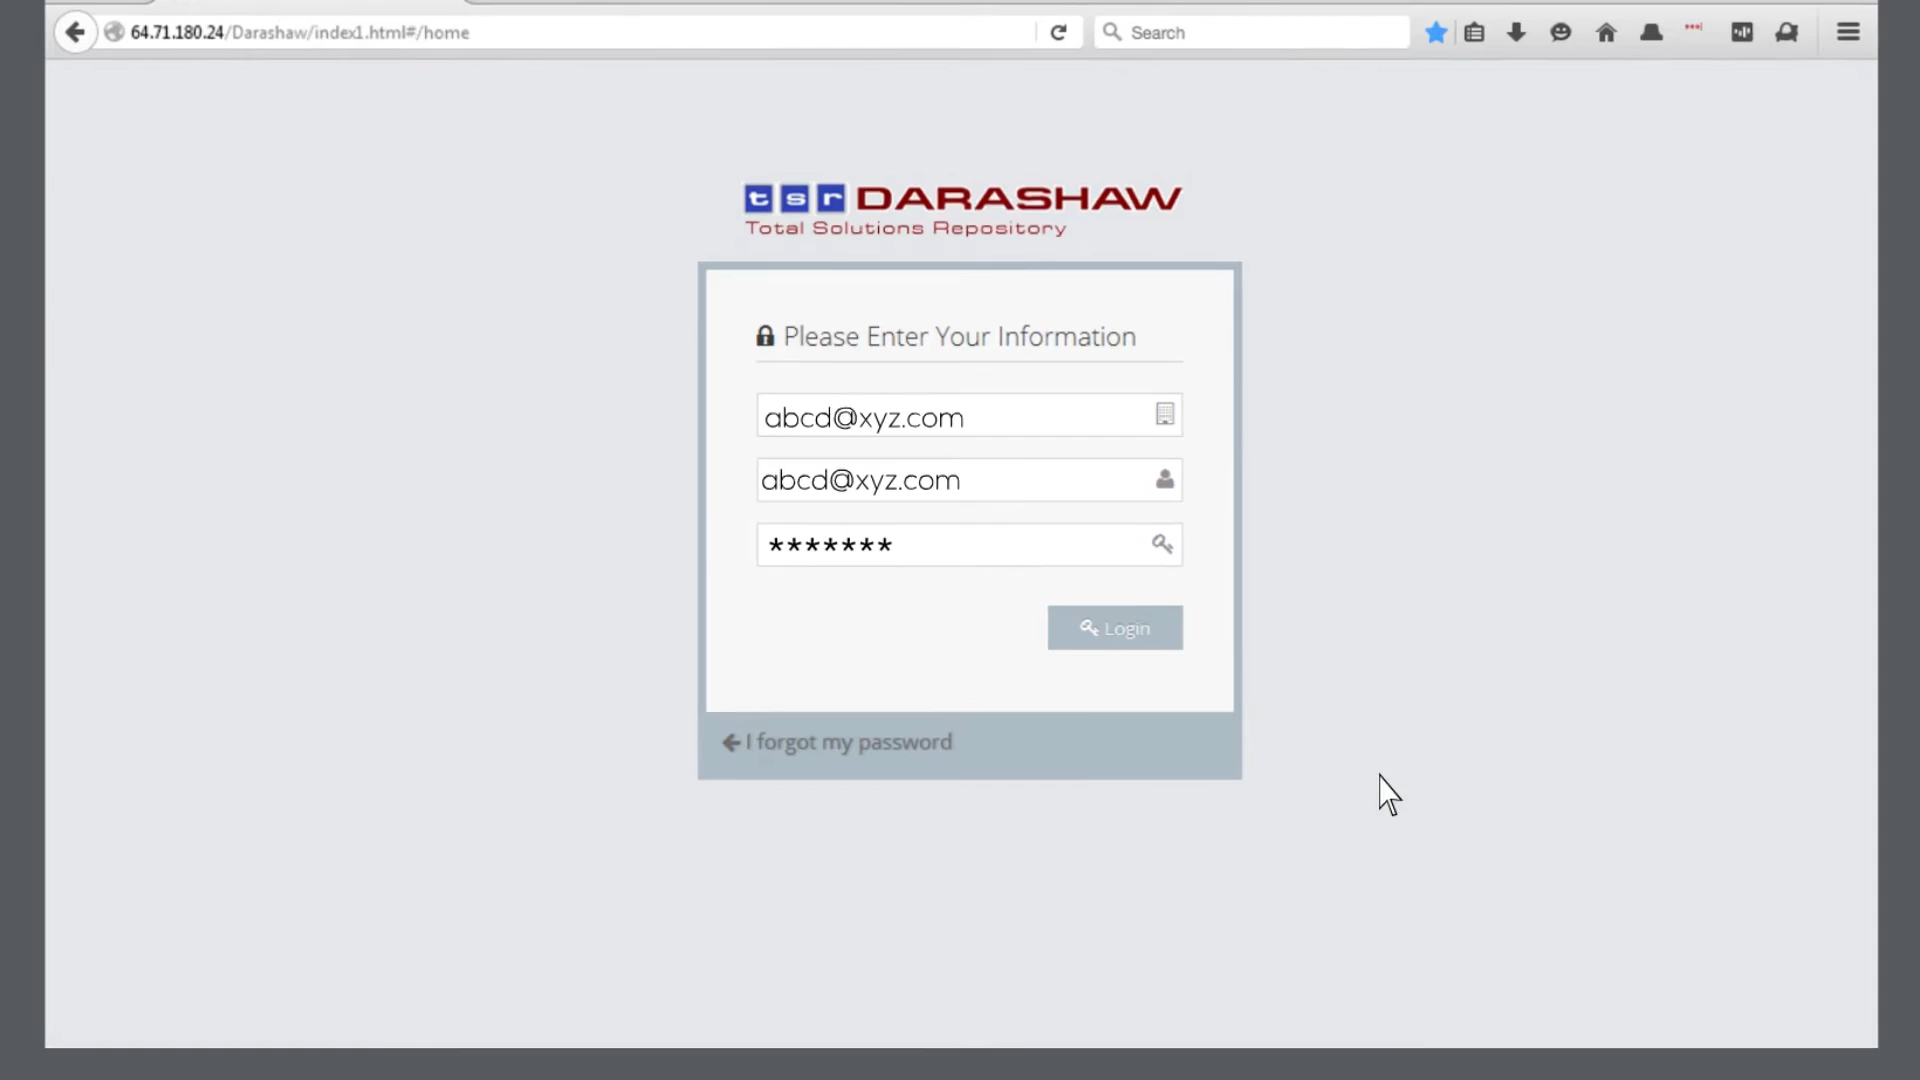 64.71.180.24/Darashaw/index1.html#/home
Search
tsr DARASHAW
Total Solutions Repository
Please Enter Your Information
abcd@xyz.com
abcd@xyz.com
*******
Login
I forgot my password